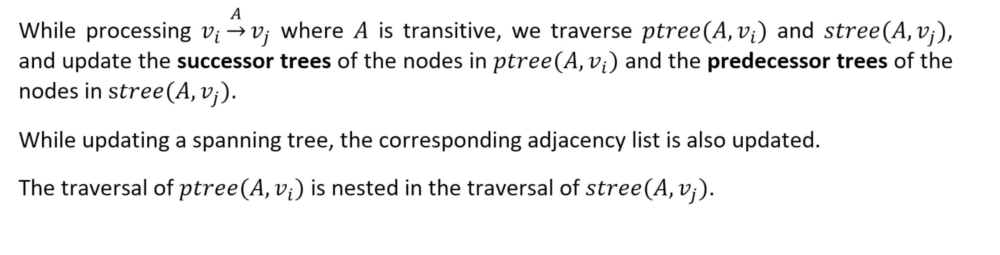 While processing $v_i \xrightarrow{A} v_j$ where $A$ is transitive, we traverse $ptree(A, v_i)$ and $stree(A, v_j)$,
and update the successor trees of the nodes in $ptree(A, v_i)$ and the predecessor trees of the
nodes in $stree(A, v_j)$.
While updating a spanning tree, the corresponding adjacency list is also updated.
The traversal of $ptree(A, v_i)$ is nested in the traversal of $stree(A, v_j)$.